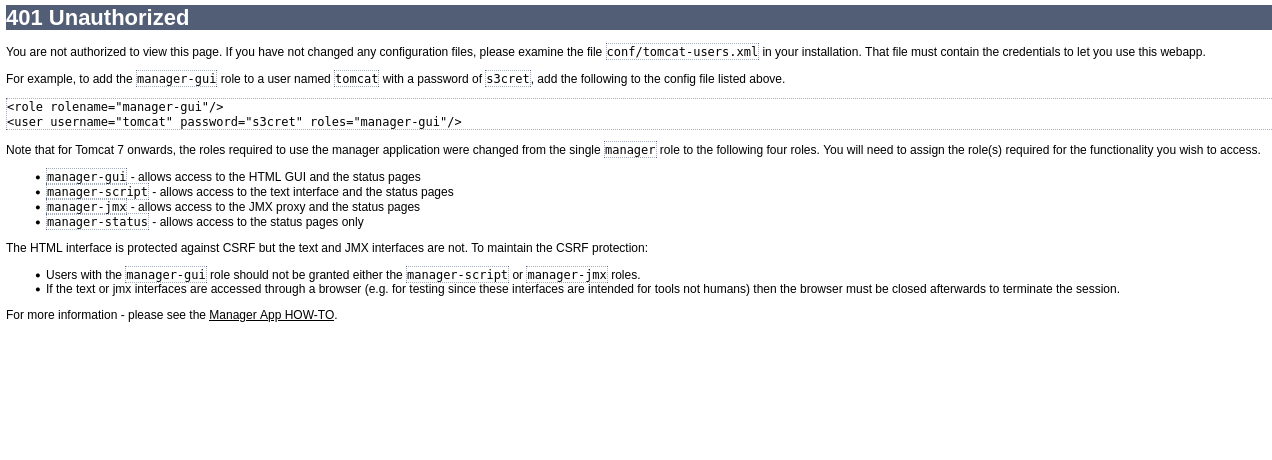 401 Unauthorized
You are not authorized to view this page. If you have not changed any configuration files, please examine the file conf/tomcat-users.xml in your installation. That file must contain the credentials to let you use this webapp.
For example, to add the manager-gui role to a user named tomcat with a password of s3cret, add the following to the config file listed above.
<role rolename="manager-gui"/>
<user username="tomcat" password="s3cret" roles="manager-gui"/>
Note that for Tomcat 7 onwards, the roles required to use the manager application were changed from the single manager role to the following four roles. You will need to assign the role(s) required for the functionality you wish to access.
• manager-gui - allows access to the HTML GUI and the status pages
• manager-script - allows access to the text interface and the status pages
• manager-jmx - allows access to the JMX proxy and the status pages
• manager-status - allows access to the status pages only
The HTML interface is protected against CSRF but the text and JMX interfaces are not. To maintain the CSRF protection:
• Users with the manager-gui role should not be granted either the manager-script or manager-jmx roles.
• If the text or jmx interfaces are accessed through a browser (e.g. for testing since these interfaces are intended for tools not humans) then the browser must be closed afterwards to terminate the session.
For more information - please see the Manager App HOW-TO.